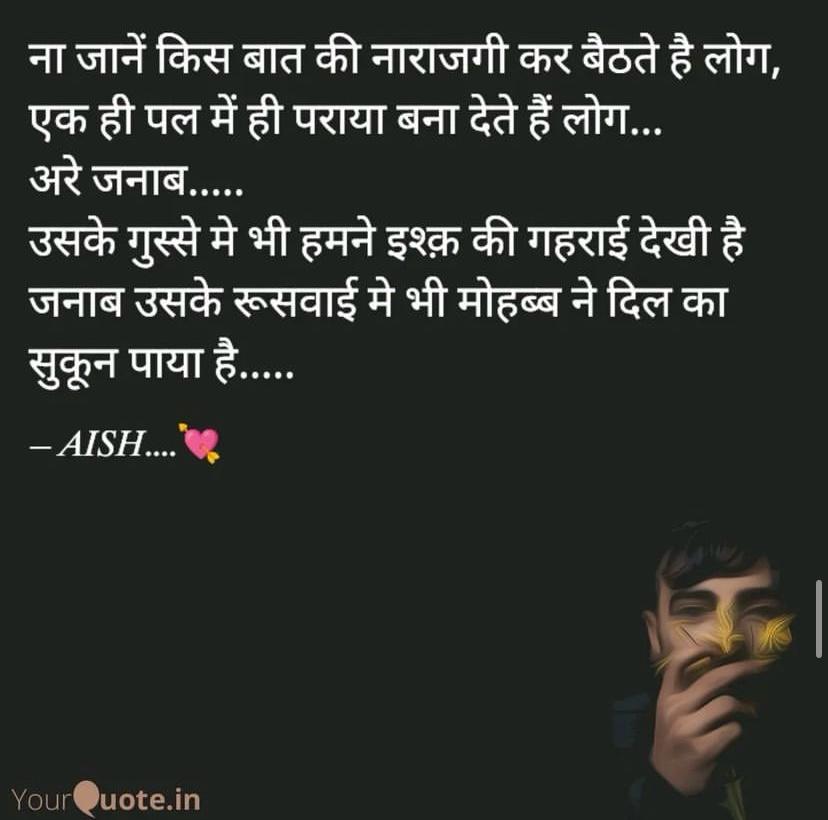 ना जानें किस बात की नाराजगी कर बैठते है लोग,
एक ही पल में ही पराया बना देते हैं लोग...
अरे जनाब.....
उसके गुस्से मे भी हमने इश्क़ की गहराई देखी है
जनाब उसके रूसवाई मे भी मोहब्ब ने दिल का
सुकून पाया है.....
– AISH....💘
YourQuote.in